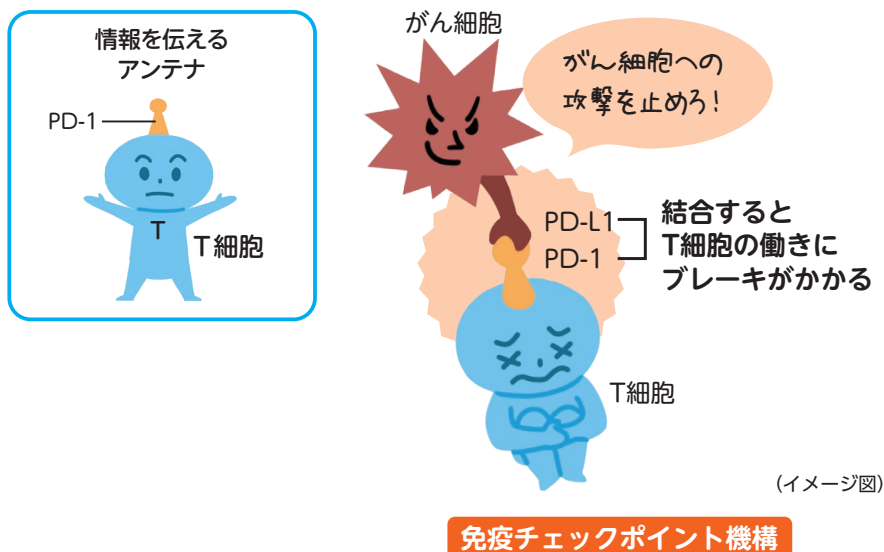 情報を伝える
アンテナ
PD-1
T
T細胞
がん細胞
がん細胞への
攻撃を止めろ!
PD-L1
PD-1
結合すると
T細胞の働きに
ブレーキがかかる
T細胞
(イメージ図)
免疫チェックポイント機構